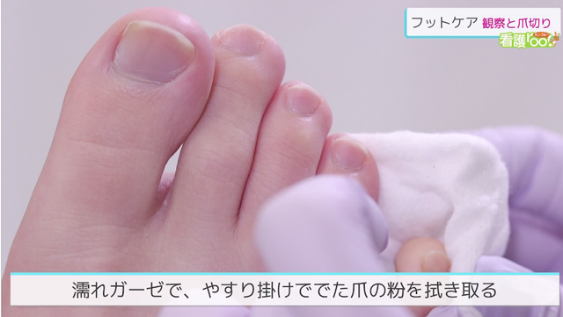 フットケア 観察と爪切り
看護roo!
濡れガーゼで、やすり掛けででた爪の粉を拭き取る